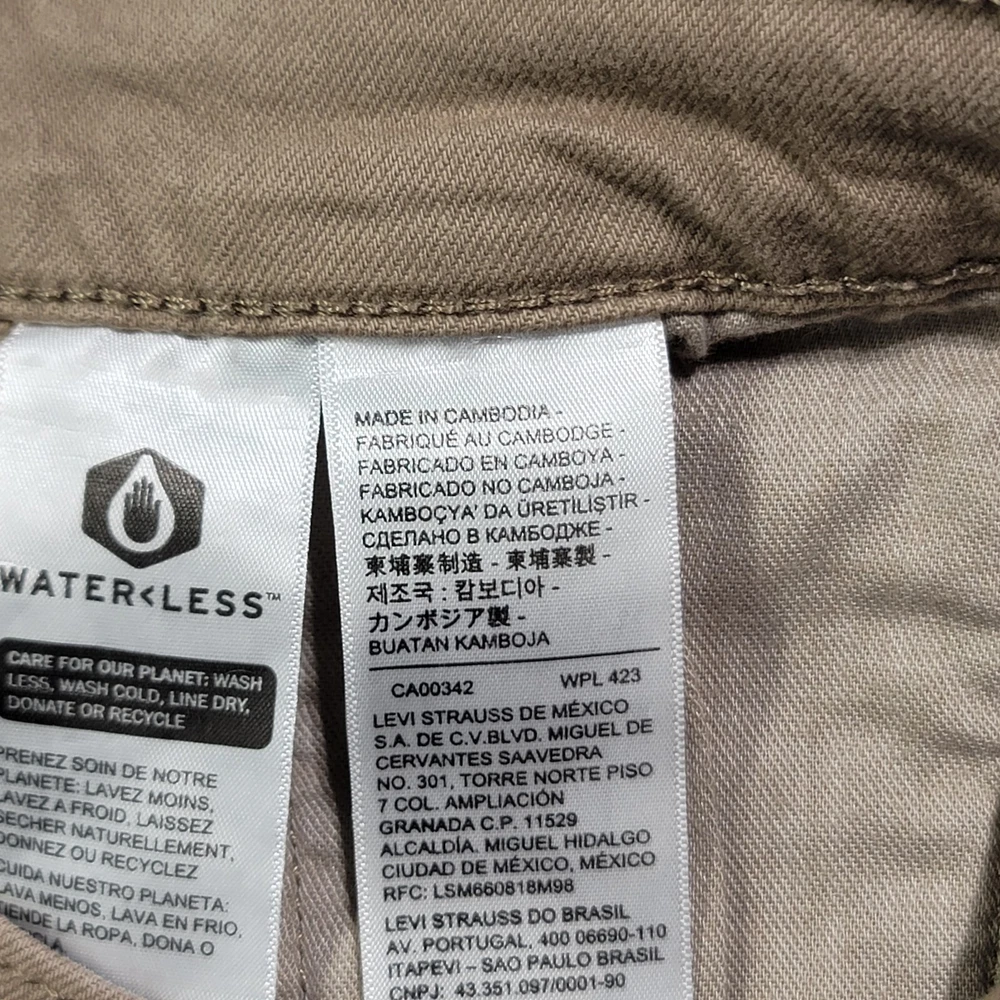 WATER<LESS™
CARE FOR OUR PLANET: WASH
LESS, WASH COLD, LINE DRY,
DONATE OR RECYCLE
PRENEZ SOIN DE NOTRE
PLANETE: LAVEZ MOINS,
LAVEZ A FROID, LAISSEZ
SECHER NATURELLEMENT,
DONNEZ OU RECYCLEZ
CUIDA NUESTRO PLANETA:
LAVA MENOS, LAVA EN FRIO,
TIENDE LA ROPA, DONA O
MADE IN CAMBODIA -
FABRIQUÉ AU CAMBODGE -
FABRICADO EN CAMBOYA -
FABRICADO NO CAMBOJA -
KAMBOÇYA' DA ÜRETİLİŞTİR -
СДЕЛАНО В КАМБОДЖЕ -
柬埔寨制造 - 柬埔寨製 -
제조국 : 캄보디아 -
カンボジア製 -
BUATAN KAMBOJA
CA00342 WPL 423
LEVI STRAUSS DE MÉXICO
S.A. DE C.V.BLVD. MIGUEL DE
CERVANTES SAAVEDRA
NO. 301, TORRE NORTE PISO
7 COL. AMPLIACIÓN
GRANADA C.P. 11529
ALCALDÍA. MIGUEL HIDALGO
CIUDAD DE MÉXICO, MÉXICO
RFC: LSM660818M98
LEVI STRAUSS DO BRASIL
AV. PORTUGAL, 400 06690-110
ITAPEVI – SAO PAULO BRASIL
CNPJ: 43.351.097/0001-90